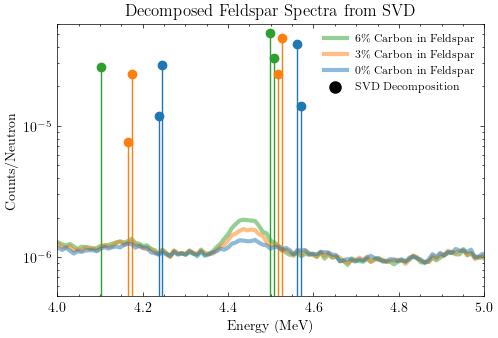 Decomposed Feldspar Spectra from SVD
Counts/Neutron
10⁻⁵
10⁻⁶
6% Carbon in Feldspar
3% Carbon in Feldspar
0% Carbon in Feldspar
SVD Decomposition
4.0 4.2 4.4 4.6 4.8 5.0
Energy (MeV)